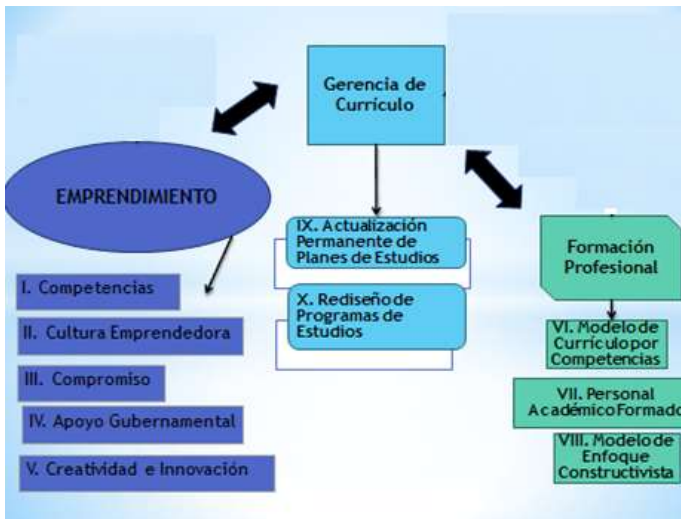 Gerencia de
Currículo
EMPRENDIMIENTO
I. Competencias
II. Cultura Emprendedora
III. Compromiso
IV. Apoyo Gubernamental
V. Creatividad e Innovación
IX. Actualización
Permanente de
Planes de Estudios
X. Rediseño de
Programas de
Estudios
Formación
Profesional
VI. Modelo de
Currículo por
Competencias
VII. Personal
Académico Formado
VIII. Modelo de
Enfoque
Constructivista